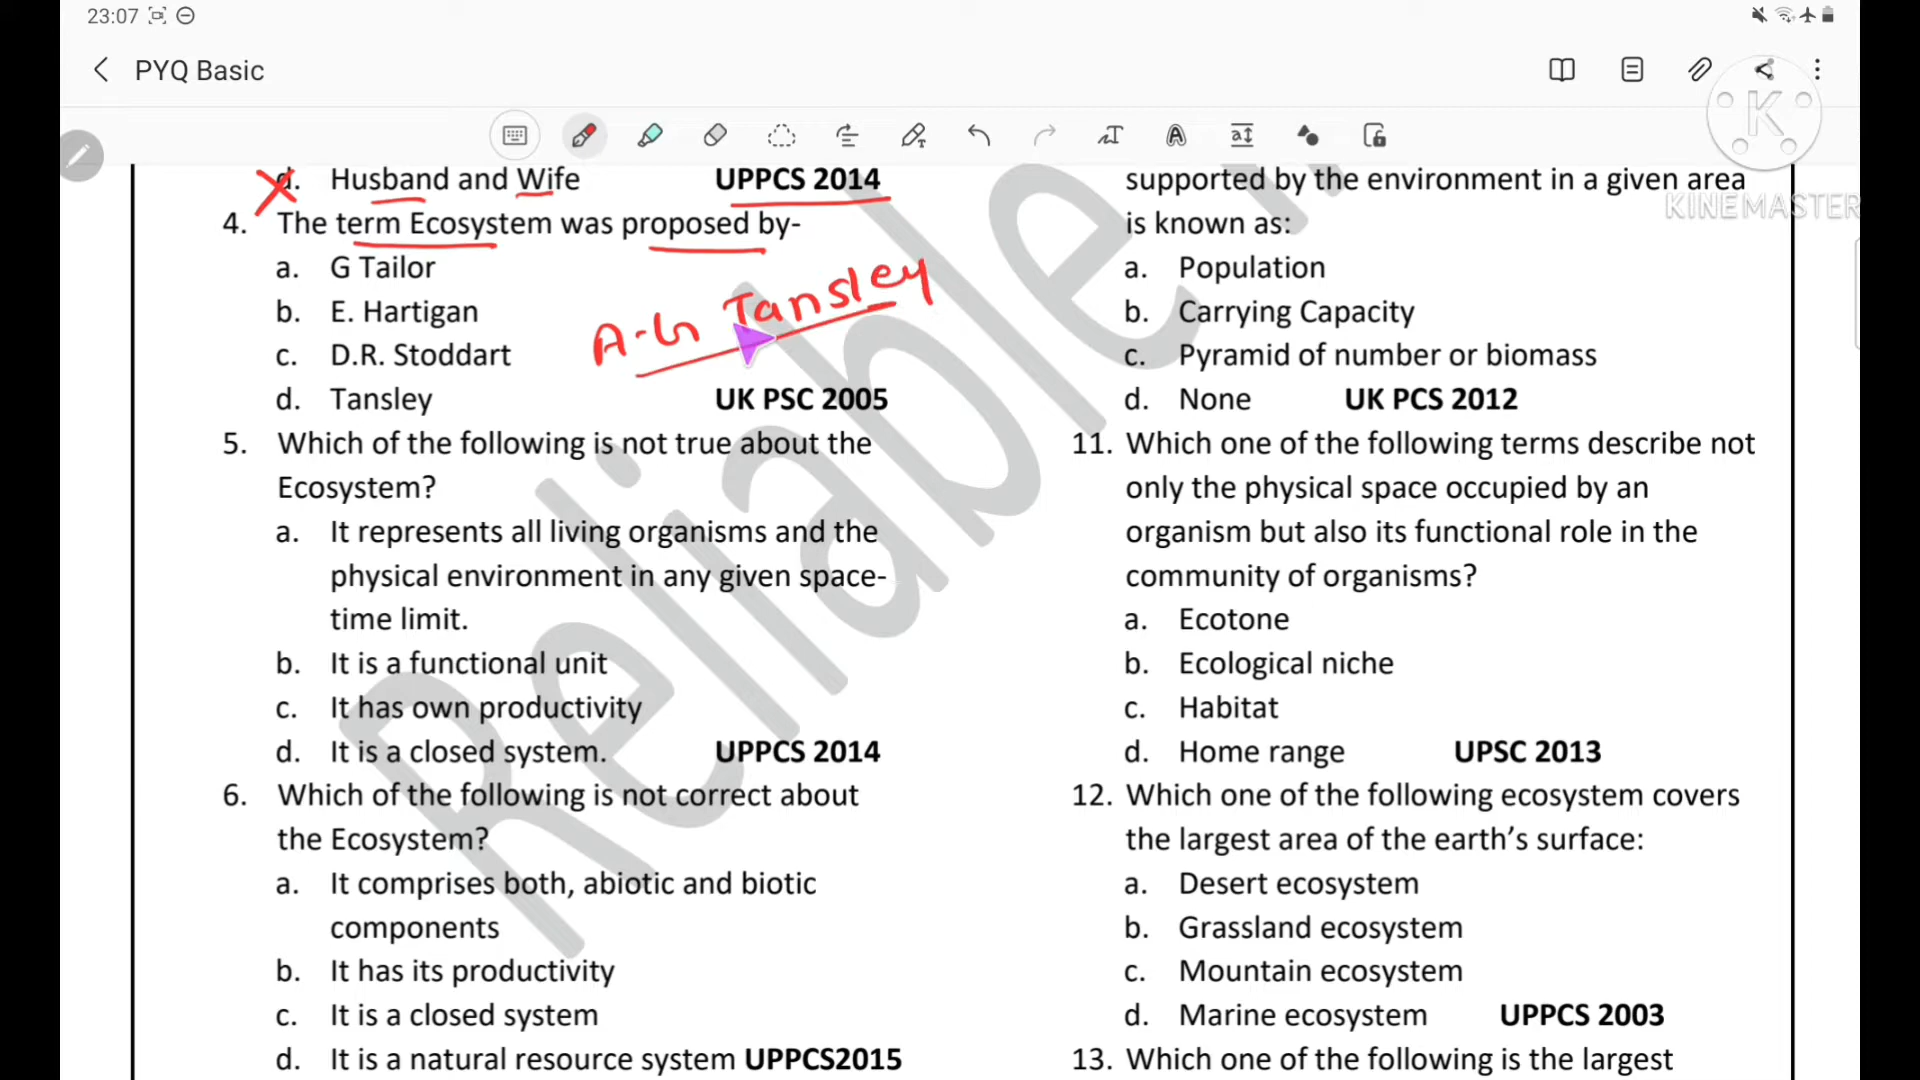 23:07
PYQ Basic
KINEMASTER
d. Husband and Wife UPPCS 2014
4. The term Ecosystem was proposed by-
a. G Tailor
b. E. Hartigan
A.G Tansley
c. D.R. Stoddart
d. Tansley UK PSC 2005
5. Which of the following is not true about the
Ecosystem?
a. It represents all living organisms and the
physical environment in any given space-
time limit.
b. It is a functional unit
c. It has own productivity
d. It is a closed system. UPPCS 2014
6. Which of the following is not correct about
the Ecosystem?
a. It comprises both, abiotic and biotic
components
b. It has its productivity
c. It is a closed system
d. It is a natural resource system UPPCS2015
supported by the environment in a given area
is known as:
a. Population
b. Carrying Capacity
c. Pyramid of number or biomass
d. None UK PCS 2012
11. Which one of the following terms describe not
only the physical space occupied by an
organism but also its functional role in the
community of organisms?
a. Ecotone
b. Ecological niche
c. Habitat
d. Home range UPSC 2013
12. Which one of the following ecosystem covers
the largest area of the earth's surface:
a. Desert ecosystem
b. Grassland ecosystem
c. Mountain ecosystem
d. Marine ecosystem UPPCS 2003
13. Which one of the following is the largest
Reliable